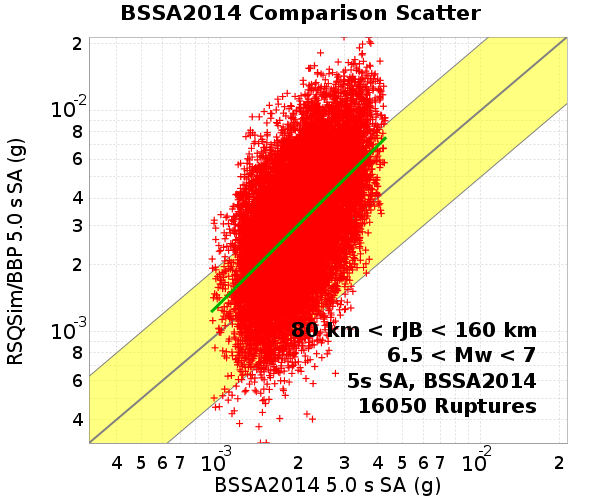 BSSA2014 Comparison Scatter
RSQSim/BBP 5.0 s SA (g)
2
10-2
8
6
4
3
2
10-3
8
6
4
80 km < rJB < 160 km
6.5 < Mw < 7
5s SA, BSSA2014
16050 Ruptures
4 5 6 7 10-3 2 3 4 5 6 7 10-2 2
BSSA2014 5.0 s SA (g)